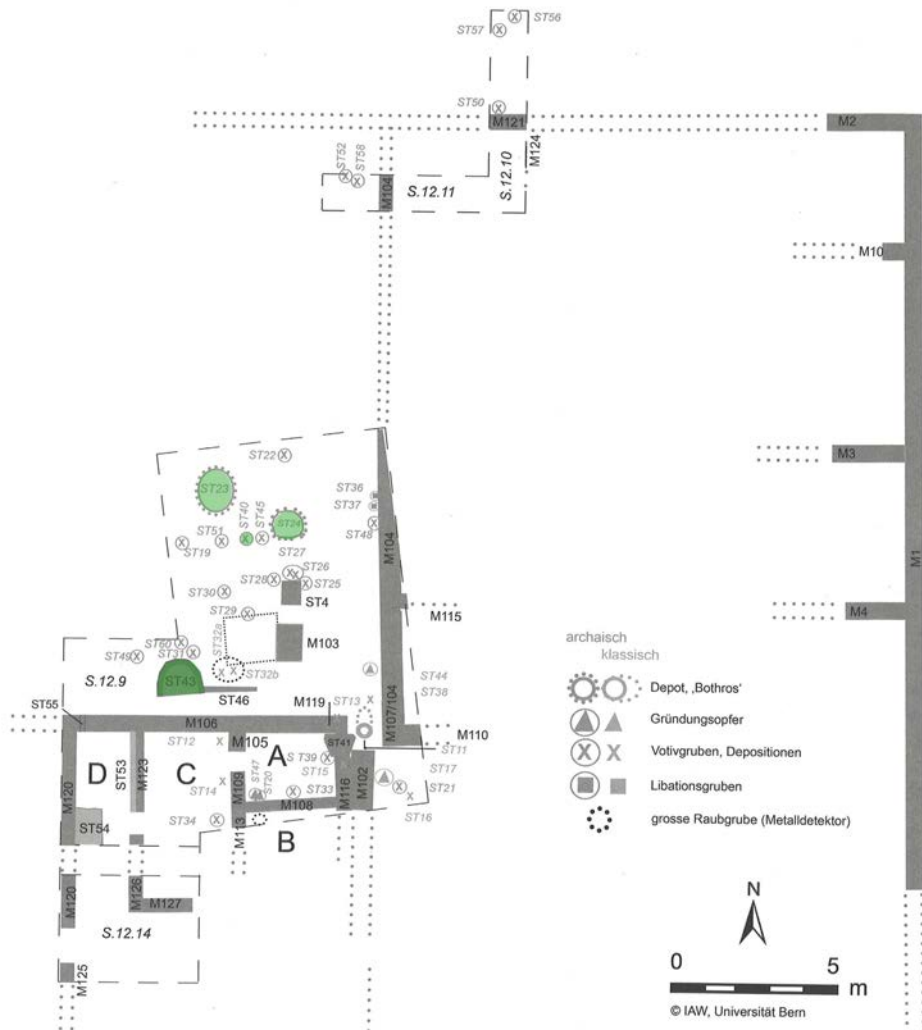 ST56
ST57
ST50
M121
M2
M124
ST52
ST58
S.12.11
S.12.10
M104
M10
ST22
ST23
ST36
ST37
ST40
ST45
ST24
ST48
M3
ST51
ST19
ST27
M104
M1
ST26
ST28
ST25
ST30
ST4
ST29
M115
M4
ST32a
M103
ST60
ST31
ST49
ST32b
S.12.9
ST43
ST44
ST38
ST46
M119
ST13
M107/104
ST55
M106
M110
ST12
M105
A
ST41
ST11
D
ST53
M123
C
ST39
ST15
ST17
M120
ST14
M109
ST47
ST20
ST33
M116
M102
ST21
M108
ST16
ST54
ST34
M113
B
M120
M126
M127
S.12.14
M125
archaisch
klassisch
Depot, ‚Bothros‘
Gründungsopfer
Votivgruben, Depositionen
Libationsgruben
grosse Raubgrube (Metalldetektor)
N
0 5
m
© IAW, Universität Bern